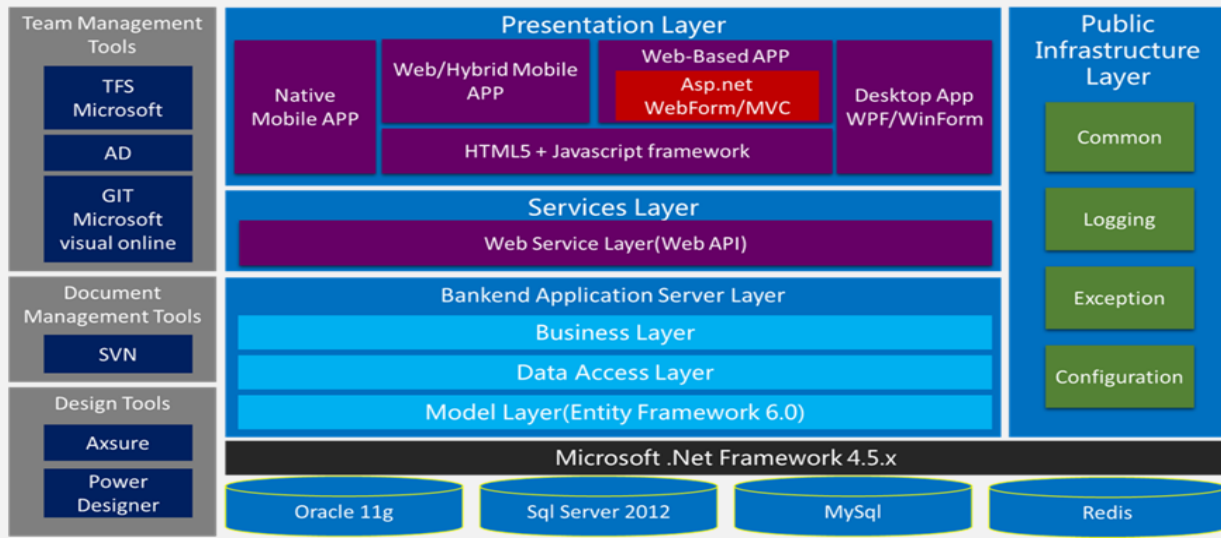 Team Management
Tools
TFS
Microsoft
AD
GIT
Microsoft
visual online
Document
Management Tools
SVN
Design Tools
Axsure
Power
Designer
Presentation Layer
Native
Mobile APP
Web/Hybrid Mobile
APP
Web-Based APP
Asp.net
WebForm/MVC
Desktop App
WPF/WinForm
HTML5 + Javascript framework
Services Layer
Web Service Layer(Web API)
Bankend Application Server Layer
Business Layer
Data Access Layer
Model Layer(Entity Framework 6.0)
Public
Infrastructure
Layer
Common
Logging
Exception
Configuration
Microsoft .Net Framework 4.5.x
Oracle 11g
Sql Server 2012
MySql
Redis